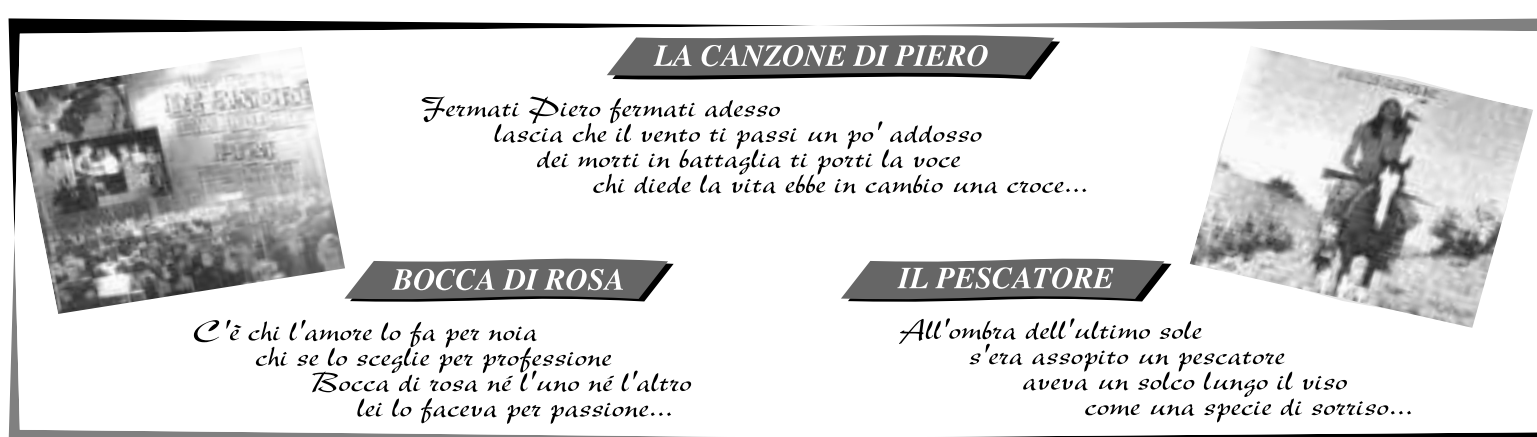 LA CANZONE DI PIERO
Fermati Piero fermati adesso
lascia che il vento ti passi un po' addosso
dei morti in battaglia ti porti la voce
chi diede la vita ebbe in cambio una croce...
BOCCA DI ROSA
C'è chi l'amore lo fa per noia
chi se lo sceglie per professione
Bocca di rosa né l'uno né l'altro
lei lo faceva per passione...
IL PESCATORE
All'ombra dell'ultimo sole
s'era assopito un pescatore
aveva un solco lungo il viso
come una specie di sorriso...